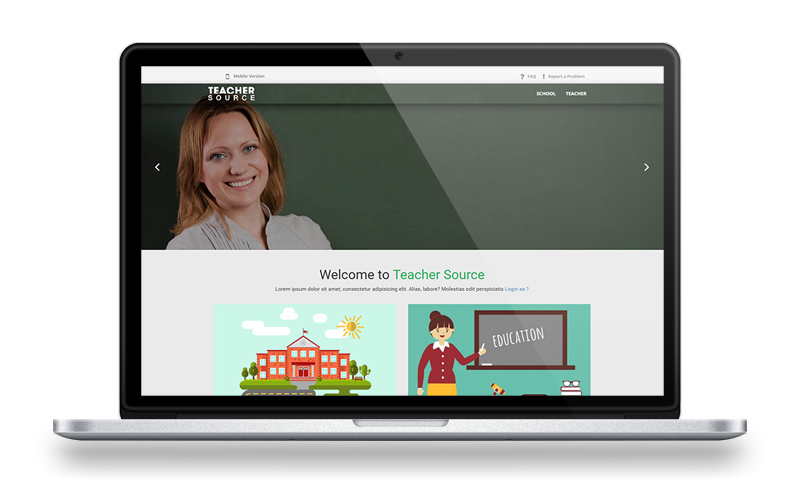 Mobile Version
FAQ
Report a Problem
TEACHER
SOURCE
SCHOOL
TEACHER
Welcome to Teacher Source
Lorem ipsum dolor sit amet, consectetur adipisicing elit. Alias, labore? Molestias odit perspiciatis Login as ?
EDUCATION